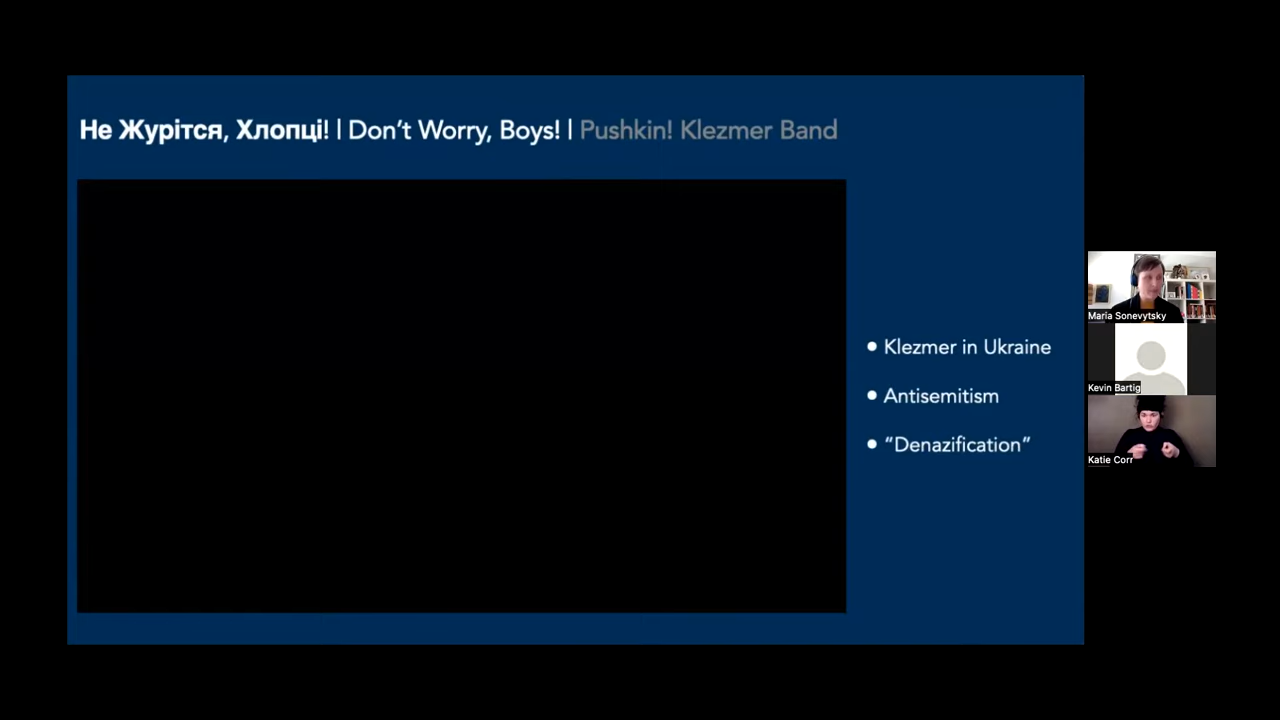 Не Журітся, Хлопці! | Don't Worry, Boys! | Pushkin! Klezmer Band
• Klezmer in Ukraine
• Antisemitism
• “Denazification”
Maria Sonevytsky
Kevin Bartig
Katie Corr